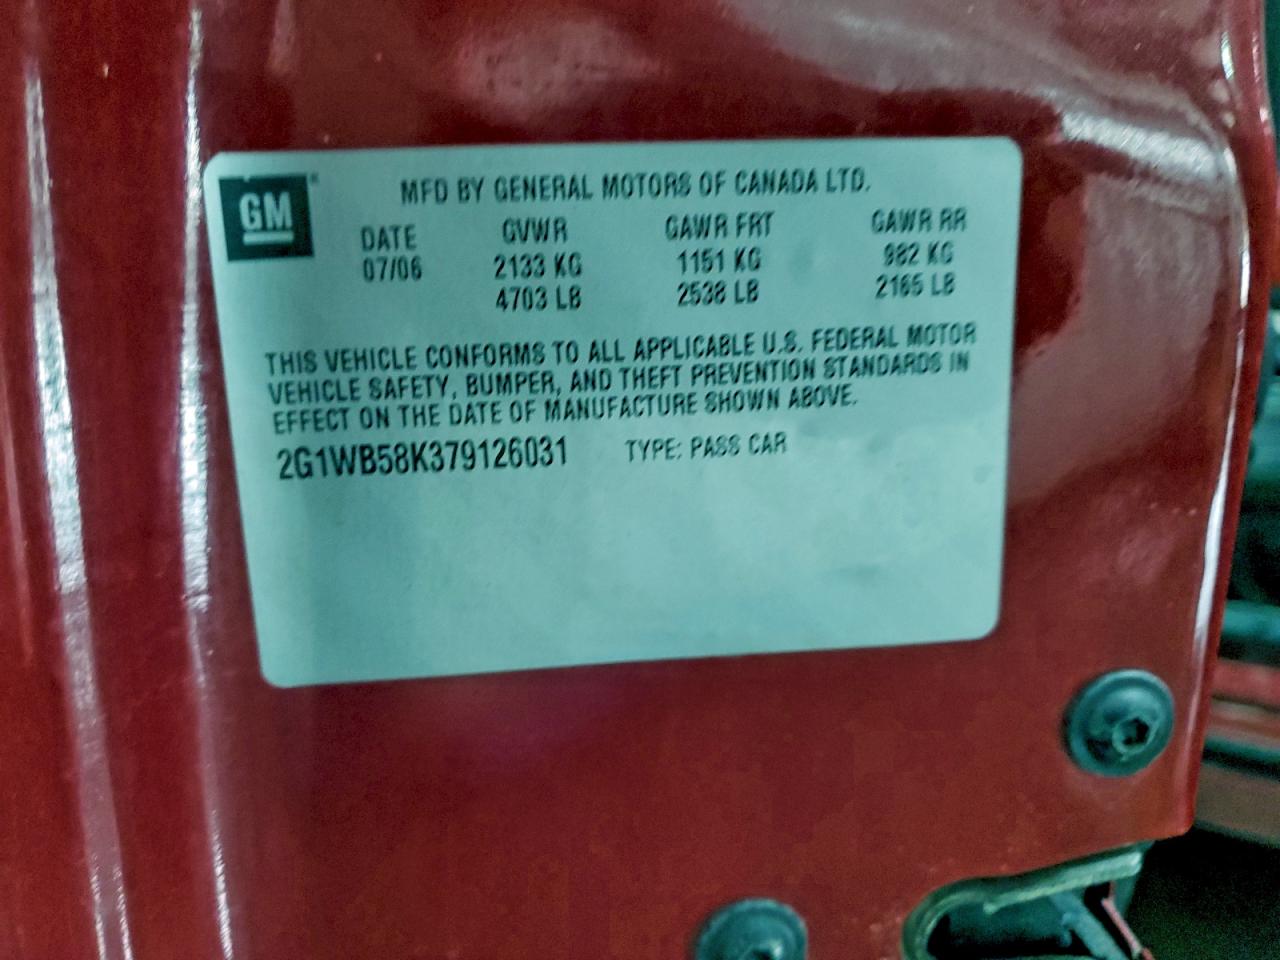 GM
MFD BY GENERAL MOTORS OF CANADA LTD.
DATE GVWR GAWR FRT GAWR RR
07/06 2133 KG 1151 KG 982 KG
4703 LB 2538 LB 2165 LB
THIS VEHICLE CONFORMS TO ALL APPLICABLE U.S. FEDERAL MOTOR
VEHICLE SAFETY, BUMPER, AND THEFT PREVENTION STANDARDS IN
EFFECT ON THE DATE OF MANUFACTURE SHOWN ABOVE.
2G1WB58K379126031 TYPE: PASS CAR